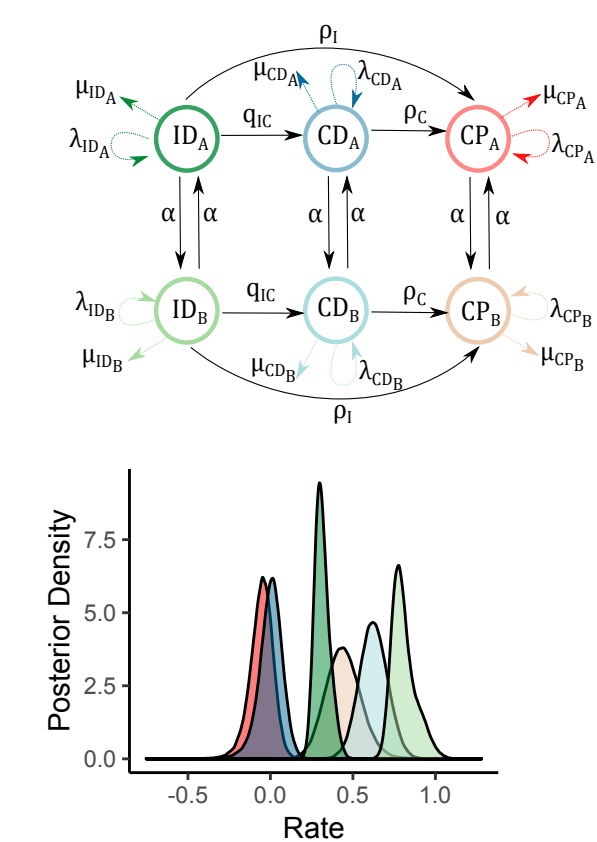 ρI
μCDA λCDA
μIDA μCPA
qIC ρC
λIDA IDA CDA CPA λCPA
α α α α α α
qIC ρC
λIDB IDB CDB CPB λCPB
μIDB μCDB λCDB μCPB
ρI
7.5
5.0
2.5
0.0
Posterior Density
-0.5 0.0 0.5 1.0
Rate